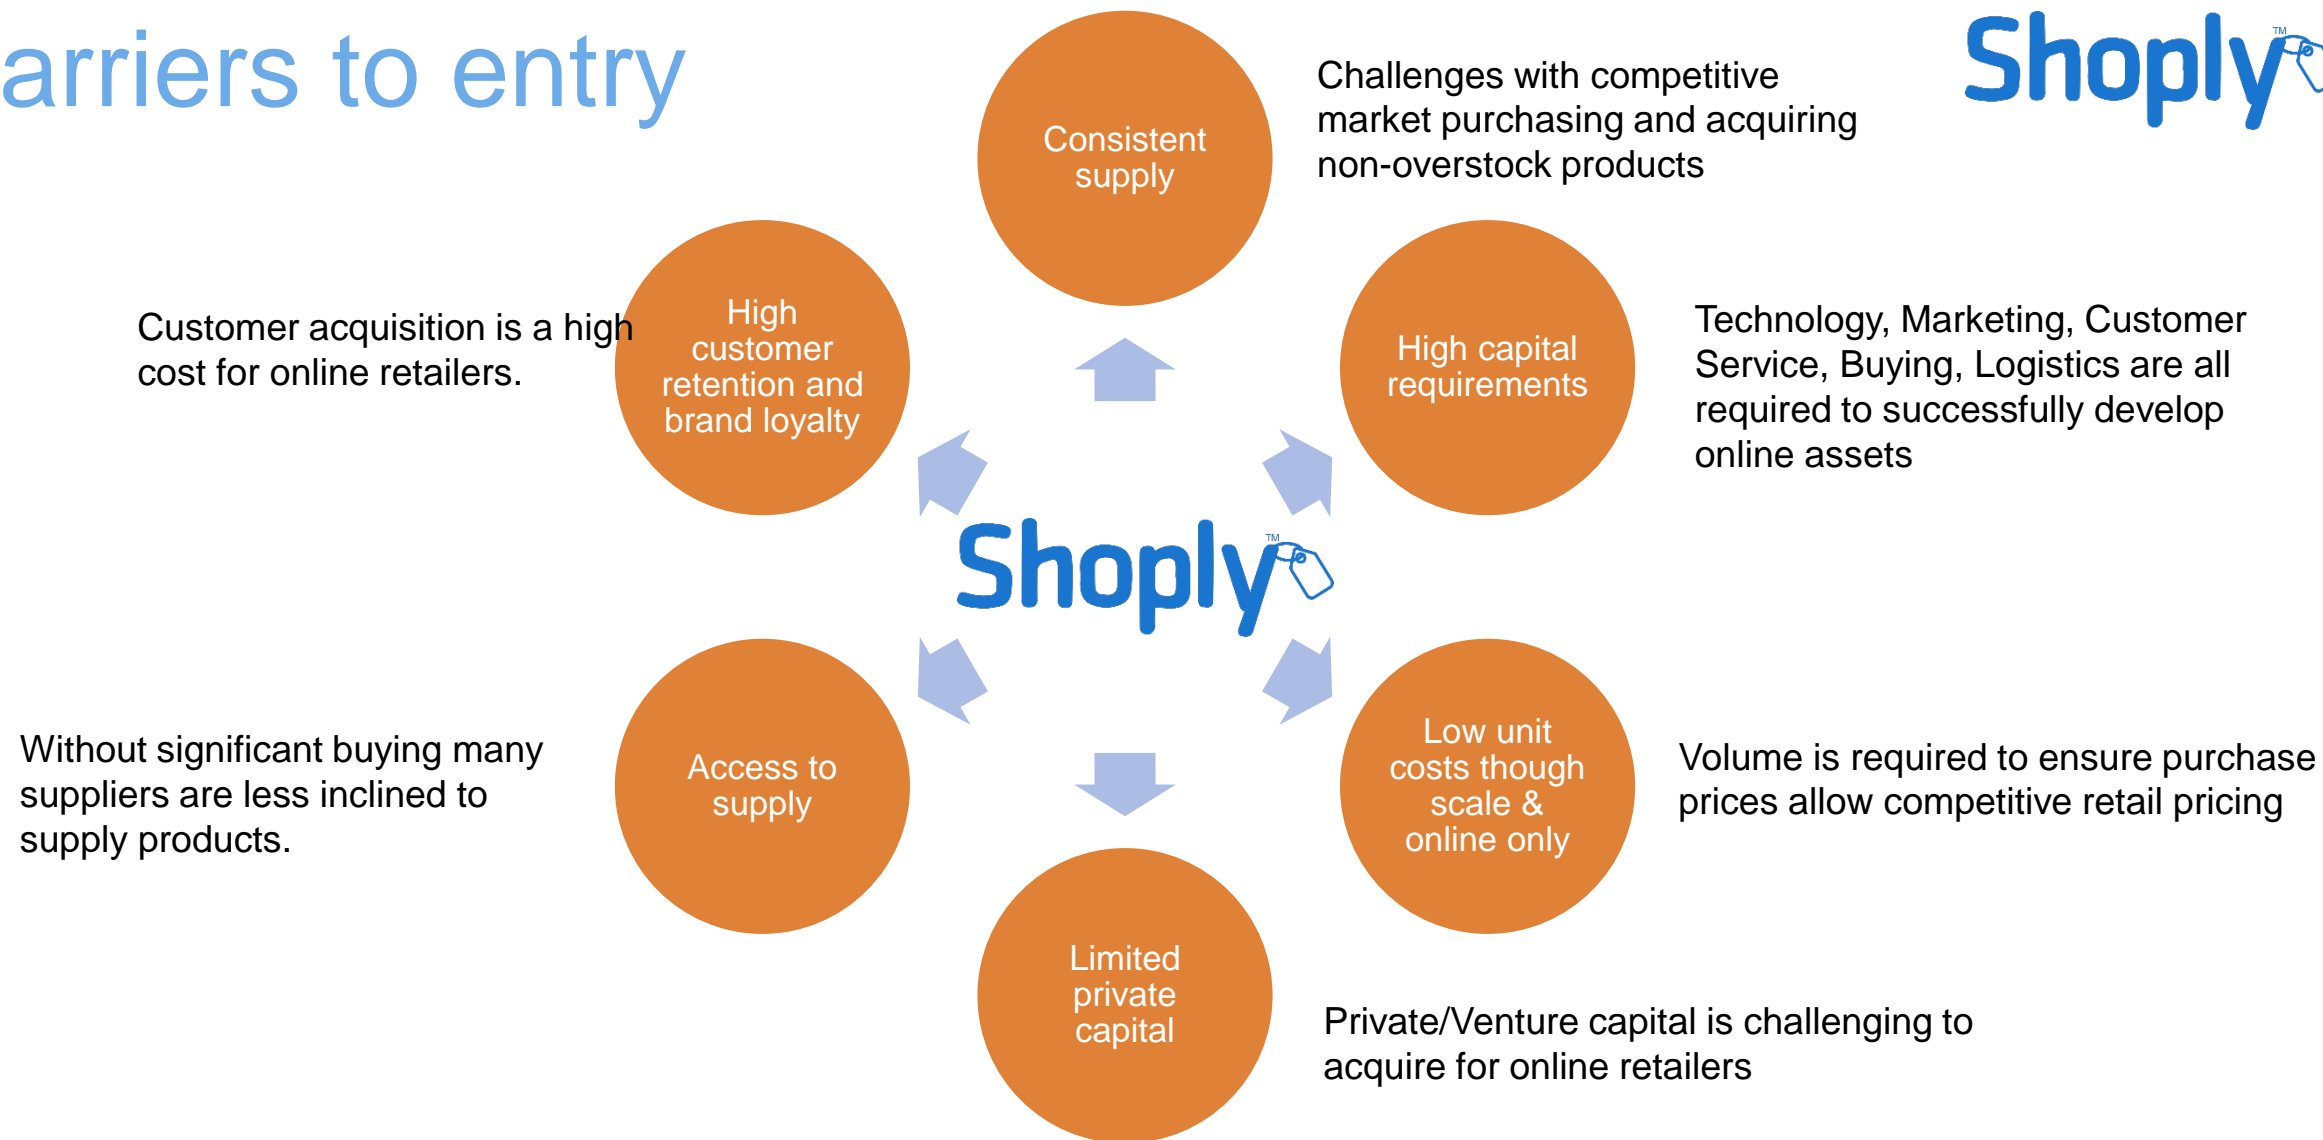 arriers to entry
Shoply™
Consistent
supply
Challenges with competitive
market purchasing and acquiring
non-overstock products
High
customer
retention and
brand loyalty
Customer acquisition is a high
cost for online retailers.
High capital
requirements
Technology, Marketing, Customer
Service, Buying, Logistics are all
required to successfully develop
online assets
Shoply™
Access to
supply
Without significant buying many
suppliers are less inclined to
supply products.
Low unit
costs though
scale &
online only
Volume is required to ensure purchase
prices allow competitive retail pricing
Limited
private
capital
Private/Venture capital is challenging to
acquire for online retailers